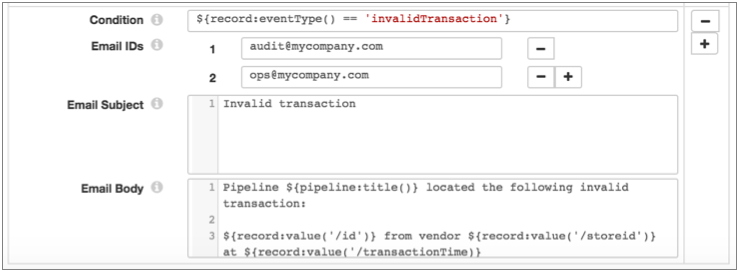 Condition ${record:eventType() == 'invalidTransaction'}
Email IDs 1 audit@mycompany.com
2 ops@mycompany.com
Email Subject 1 Invalid transaction
Email Body 1 Pipeline ${pipeline:title()} located the following invalid
transaction:
2
3 ${record:value('/id')} from vendor ${record:value('/storeid')}
at ${record:value('/transactionTime)}